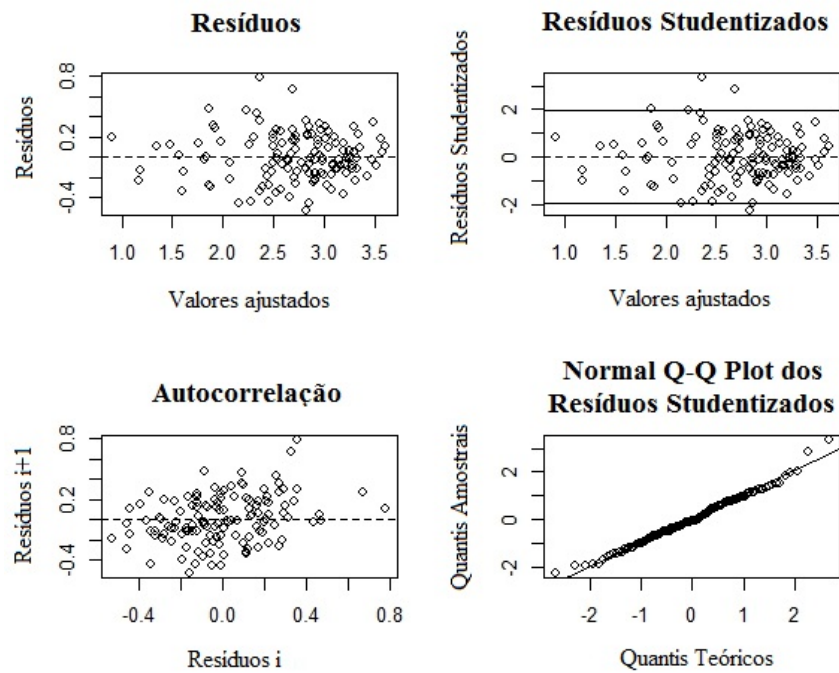 Resíduos
Resíduos
0.8
0.2
-0.4
1.0 1.5 2.0 2.5 3.0 3.5
Valores ajustados
Resíduos Studentizados
Resíduos Studentizados
2
0
-2
1.0 1.5 2.0 2.5 3.0 3.5
Valores ajustados
Autocorrelação
Resíduos i+1
0.8
0.2
-0.4
-0.4 0.0 0.4 0.8
Resíduos i
Normal Q-Q Plot dos
Resíduos Studentizados
Quantis Amostrais
2
0
-2
-2 -1 0 1 2
Quantis Teóricos